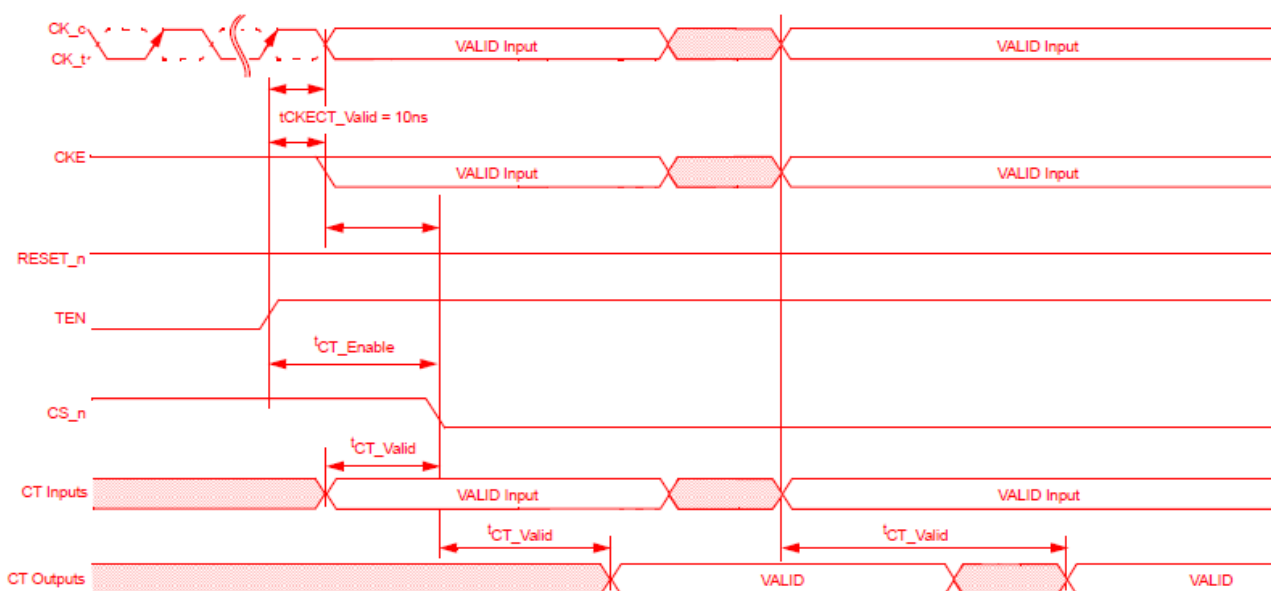 CK_c
CK_t
VALID Input
VALID Input
tCKECT_Valid = 10ns
CKE
VALID Input
VALID Input
RESET_n
TEN
tCT_Enable
CS_n
tCT_Valid
CT Inputs
VALID Input
VALID Input
tCT_Valid
tCT_Valid
CT Outputs
VALID
VALID